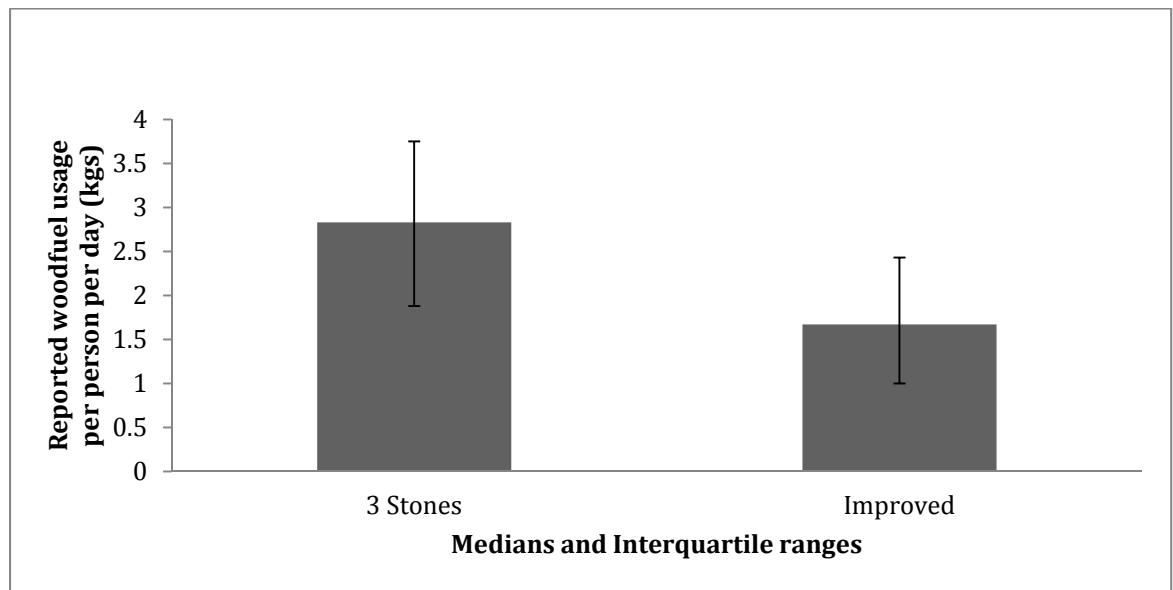 Reported woodfuel usage
per person per day (kgs)
4
3.5
3
2.5
2
1.5
1
0.5
0
3 Stones
Improved
Medians and Interquartile ranges